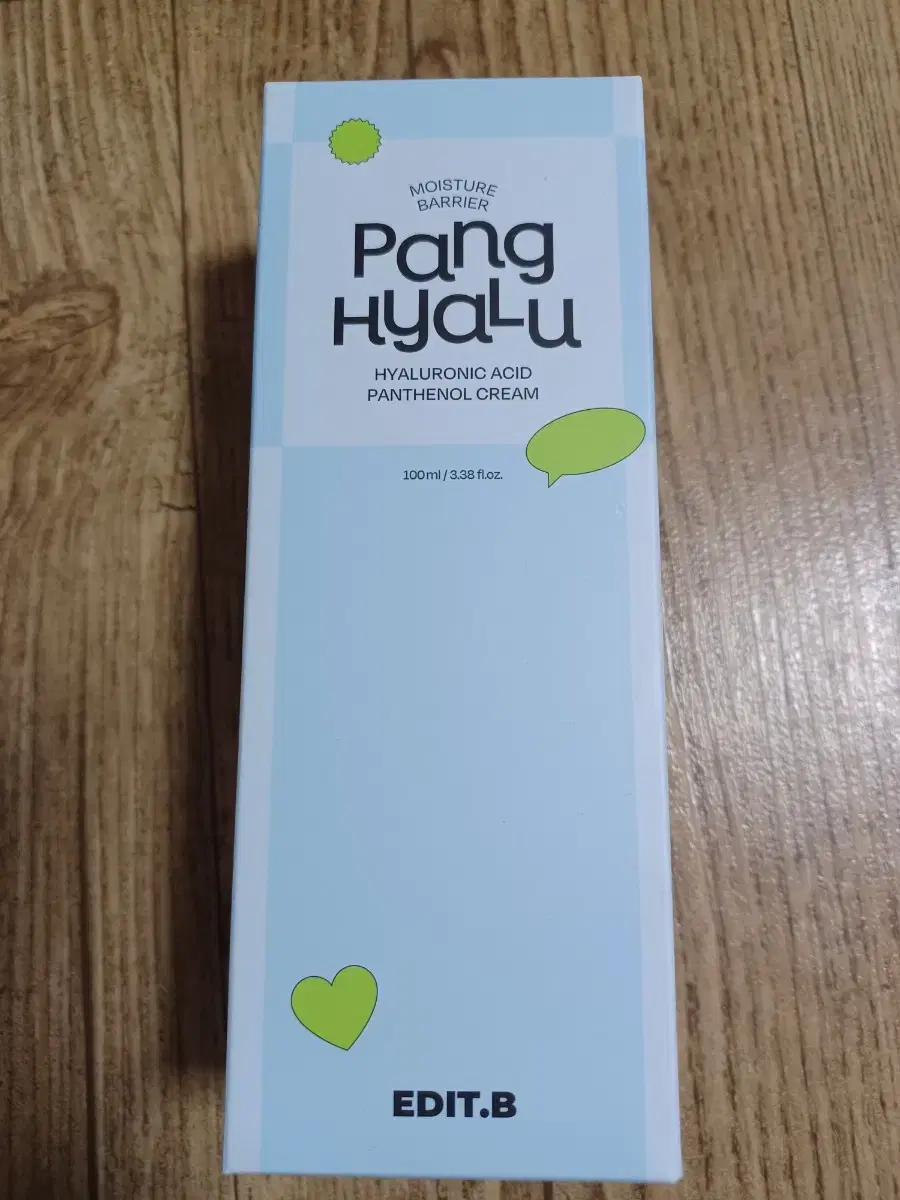 MOISTURE
BARRIER
Pang
HyaLu
HYALURONIC ACID
PANTHENOL CREAM
100ml / 3.38 fl.oz.
EDIT.B